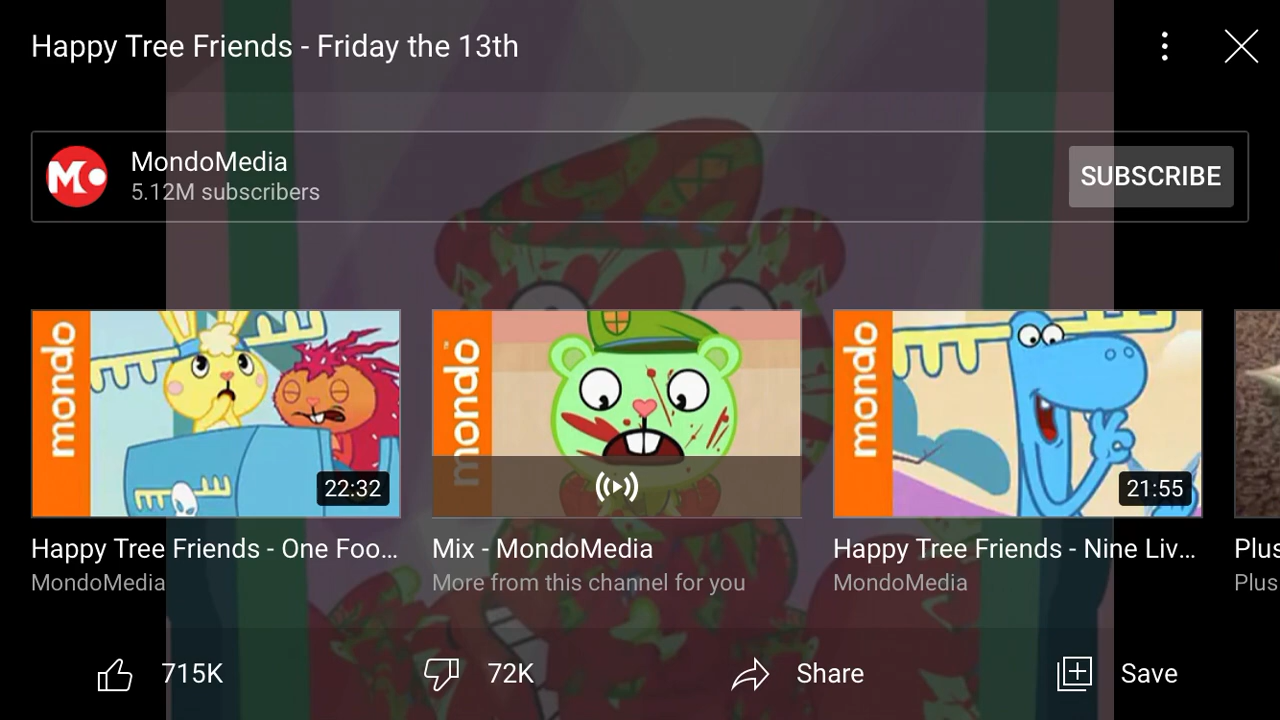 Happy Tree Friends - Friday the 13th
MondoMedia
5.12M subscribers
SUBSCRIBE
mondo
22:32
mondo
™
mondo
21:55
Happy Tree Friends - One Foo...
MondoMedia
Mix - MondoMedia
More from this channel for you
Happy Tree Friends - Nine Liv...
MondoMedia
Plus
Plus
715K
72K
Share
Save